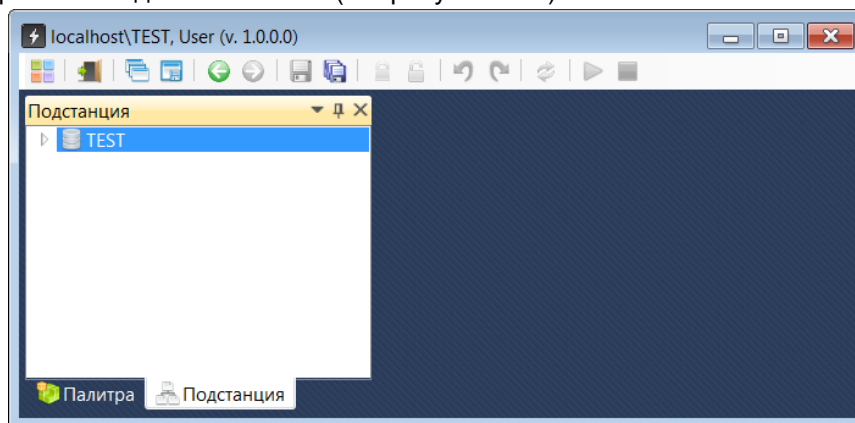 localhost\TEST, User (v. 1.0.0.0)
Подстанция
TEST
Палитра
Подстанция